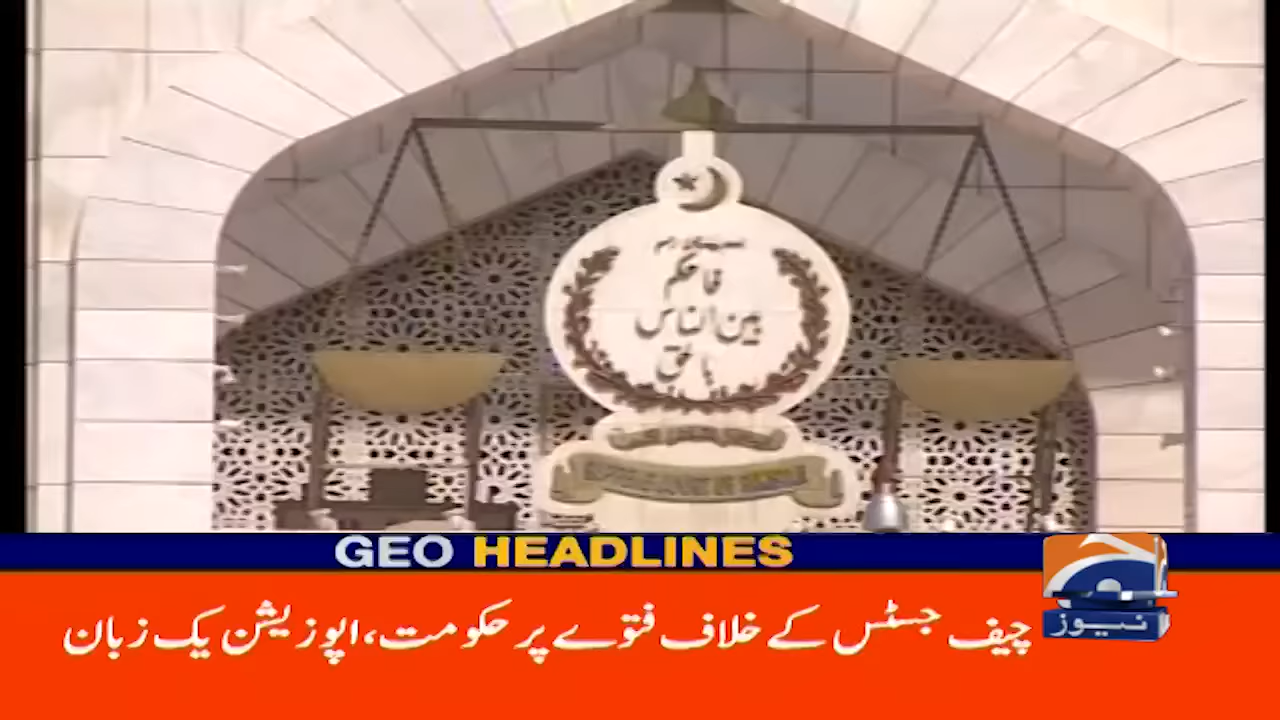 فاحکم
بین الناس
بالحق
GEO HEADLINES
چیف جسٹس کے خلاف فتوے پر حکومت، اپوزیشن یک زبان
نیوز